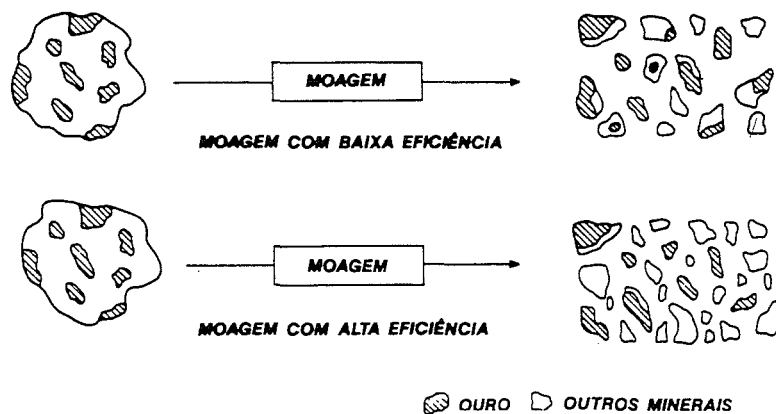 MOAGEM
MOAGEM COM BAIXA EFICIÊNCIA
MOAGEM
MOAGEM COM ALTA EFICIÊNCIA
OURO OUTROS MINERAIS